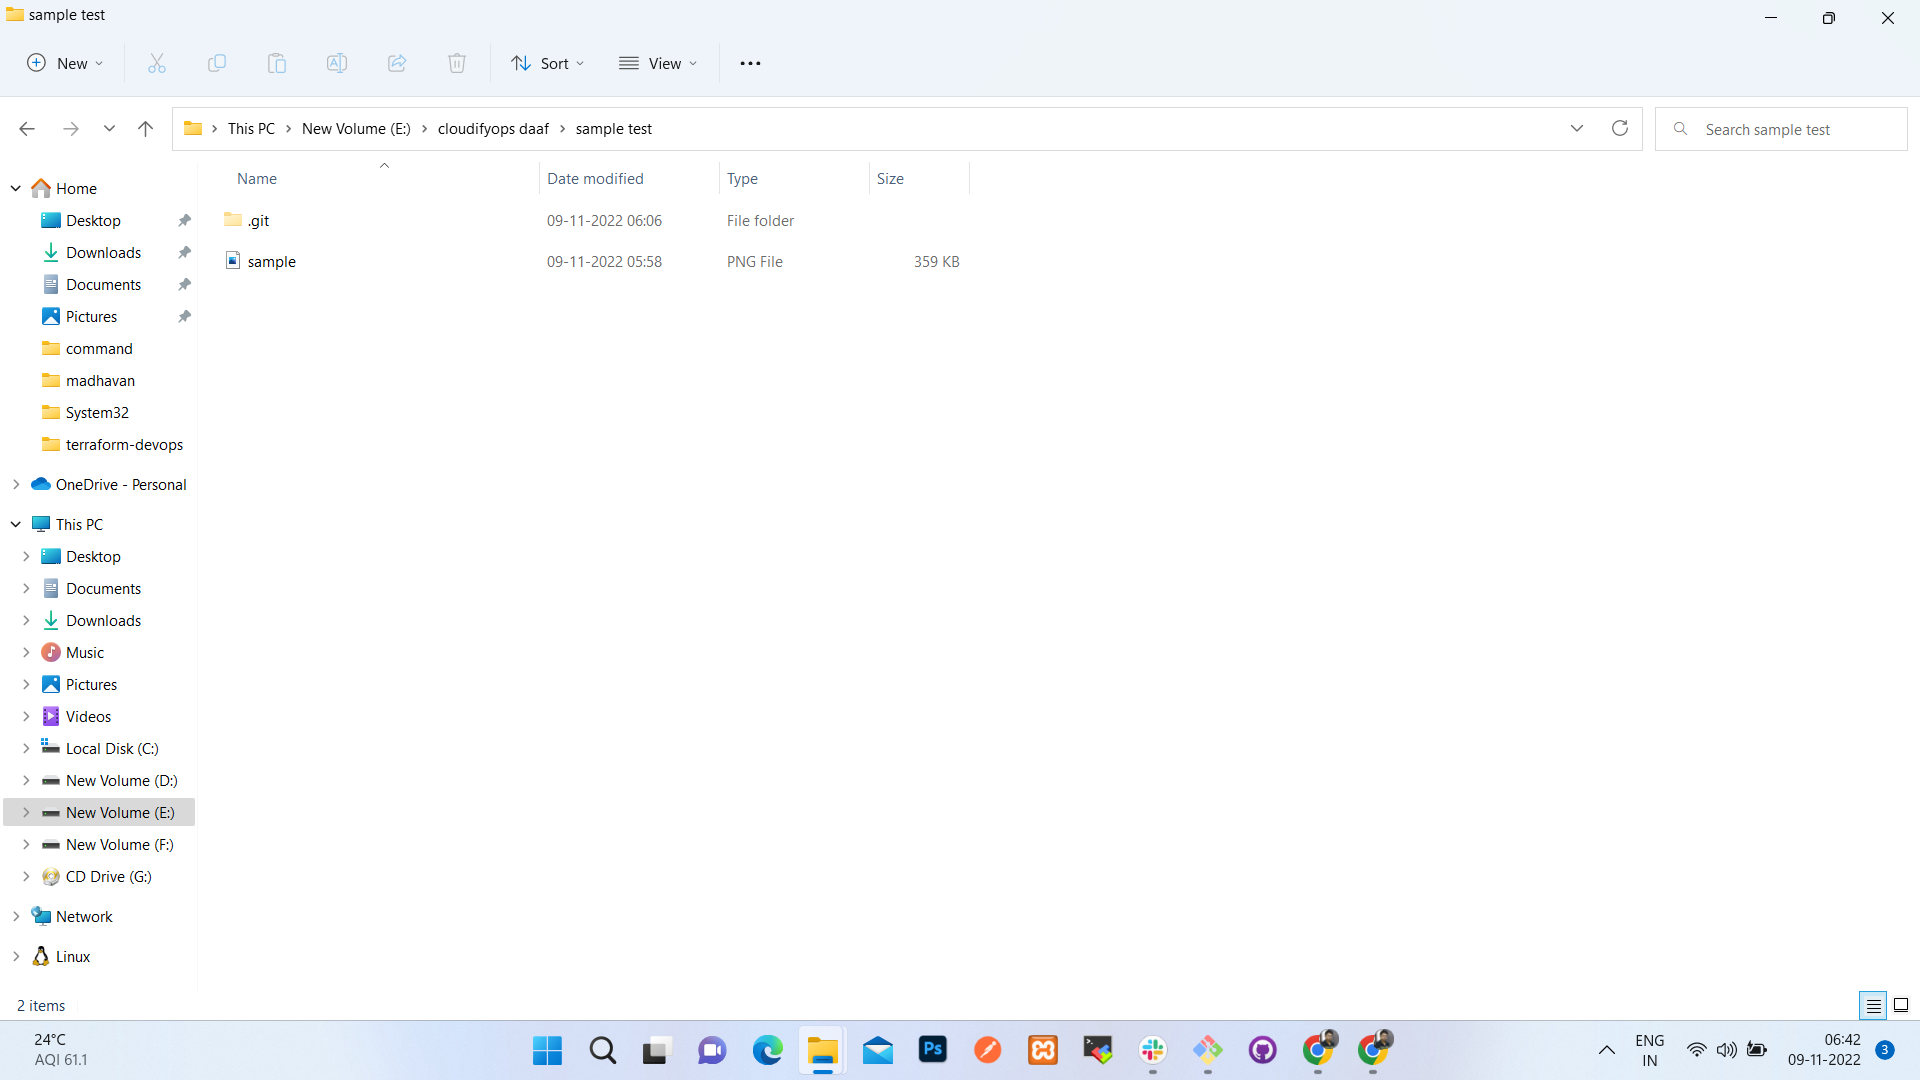 sample test
New
Sort
View
This PC
New Volume (E:)
cloudifyops daaf
sample test
Search sample test
Name
Date modified
Type
Size
.git
09-11-2022 06:06
File folder
sample
09-11-2022 05:58
PNG File
359 KB
Home
Desktop
Downloads
Documents
Pictures
command
madhavan
System32
terraform-devops
OneDrive - Personal
This PC
Desktop
Documents
Downloads
Music
Pictures
Videos
Local Disk (C:)
New Volume (D:)
New Volume (E:)
New Volume (F:)
CD Drive (G:)
Network
Linux
2 items
24°C
AQI 61.1
Ps
ENG
IN
06:42
09-11-2022
3